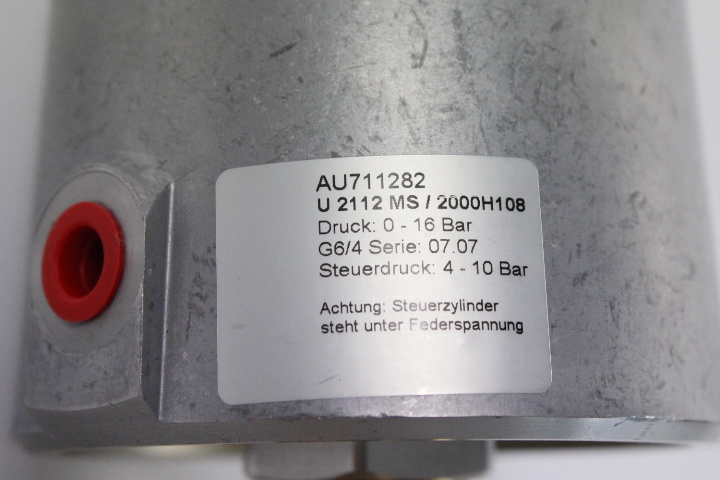 AU711282
U 2112 MS / 2000H108
Druck: 0 - 16 Bar
G6/4 Serie: 07.07
Steuerdruck: 4 - 10 Bar
Achtung: Steuerzylinder
steht unter Federspannung